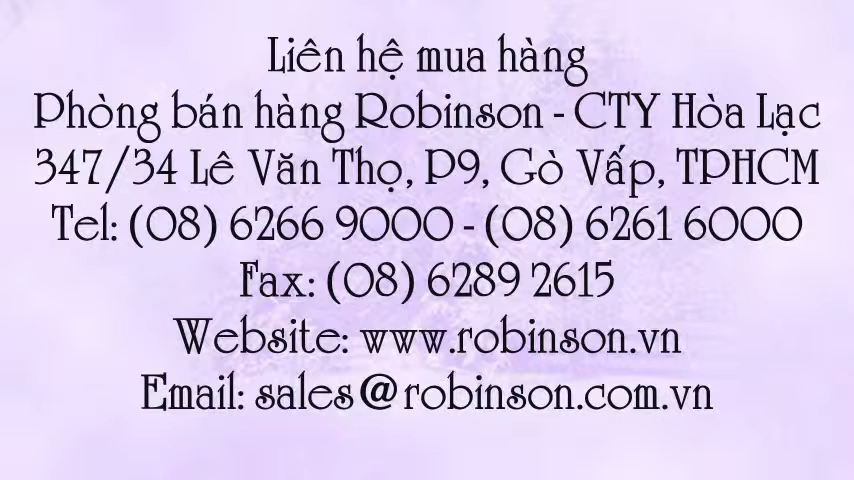 Liên hệ mua hàng
Phòng bán hàng Robinson - CTY Hòa Lạc
347/34 Lê Văn Thọ, P9, Gò Vấp, TPHCM
Tel: (08) 6266 9000 - (08) 6261 6000
Fax: (08) 6289 2615
Website: www.robinson.vn
Email: sales@robinson.com.vn